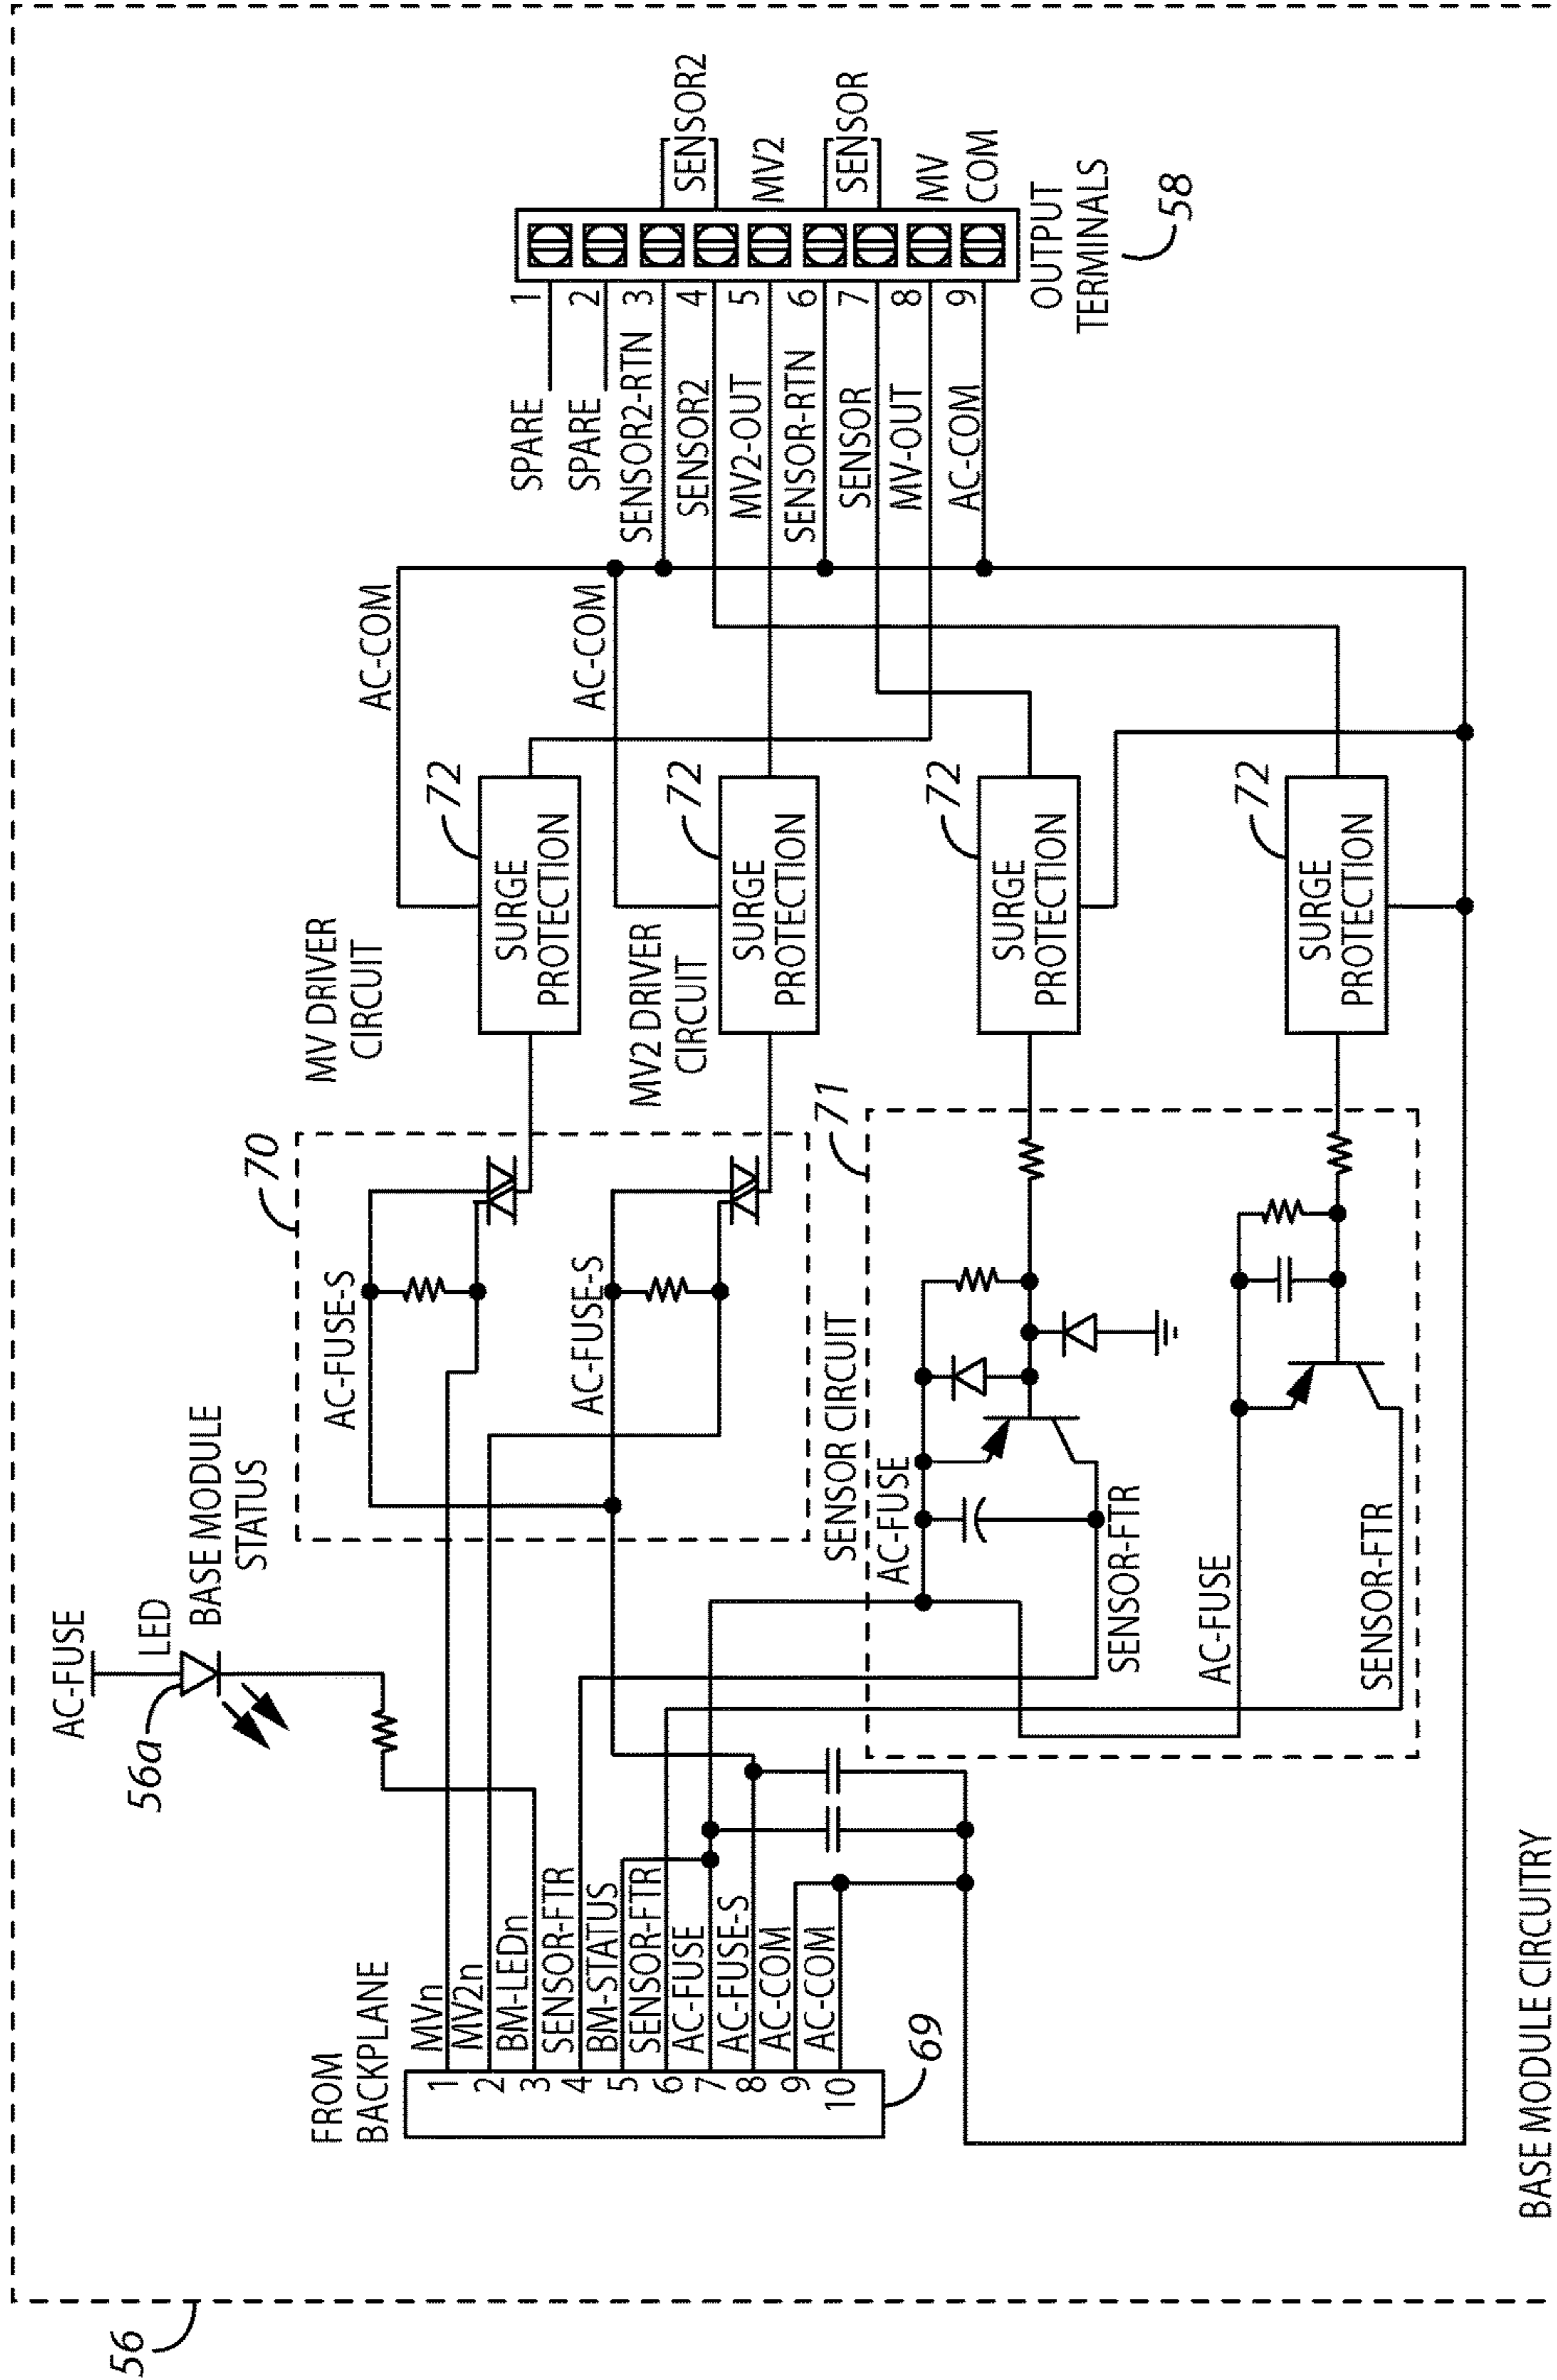 56
AC-FUSE
56a
LED
BASE MODULE
STATUS
FROM
BACKPLANE
1
2
3
4
5
6
7
8
9
10
MVn
MV2n
BM-LEDn
SENSOR-FTR
BM-STATUS
SENSOR-FTR
AC-FUSE
AC-FUSE-S
AC-COM
AC-COM
69
70
AC-FUSE-S
AC-FUSE-S
MV DRIVER
CIRCUIT
MV2 DRIVER
CIRCUIT
SENSOR CIRCUIT
71
AC-FUSE
SENSOR-FTR
AC-FUSE
SENSOR-FTR
72
SURGE
PROTECTION
72
SURGE
PROTECTION
72
SURGE
PROTECTION
72
SURGE
PROTECTION
AC-COM
AC-COM
SPARE
SPARE
SENSOR2-RTN
SENSOR2
MV2-OUT
SENSOR-RTN
SENSOR
MV-OUT
AC-COM
1
2
3
4
5
6
7
8
9
SENSOR2
MV2
SENSOR
MV
COM
OUTPUT
TERMINALS
58
BASE MODULE CIRCUITRY